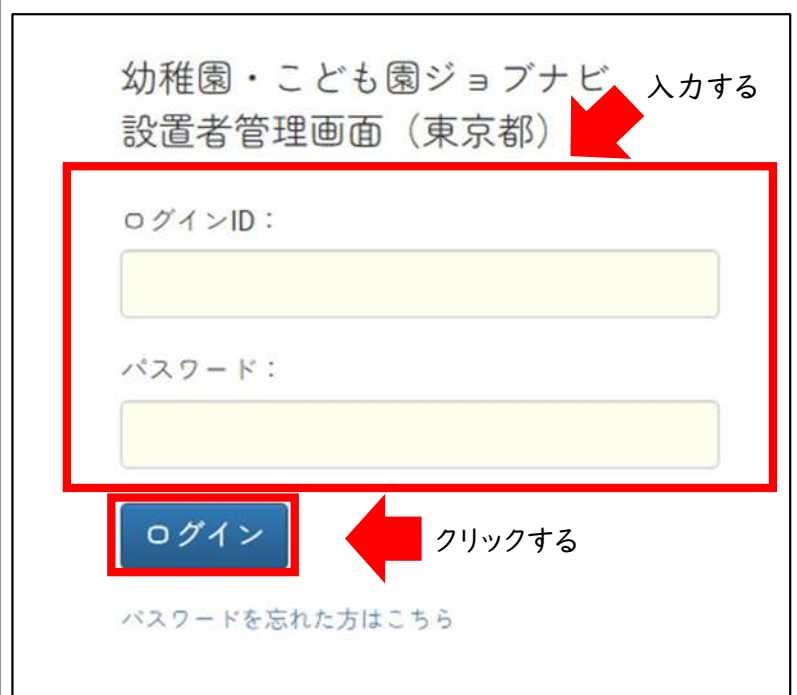 幼稚園・こども園ジョブナビ
入力する
設置者管理画面（東京都）
ログインID：
パスワード：
ログイン
クリックする
パスワードを忘れた方はこちら